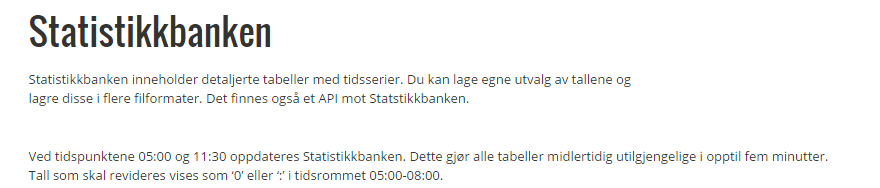 Statistikkbanken
Statistikkbanken inneholder detaljerte tabeller med tidsserier. Du kan lage egne utvalg av tallene og
lagre disse i flere filformater. Det finnes også et API mot Statstikkbanken.
Ved tidspunktene 05:00 og 11:30 oppdateres Statistikkbanken. Dette gjør alle tabeller midlertidig utilgjengelige i opptil fem minutter.
Tall som skal revideres vises som ‘0’ eller ‘:’ i tidsrommet 05:00-08:00.